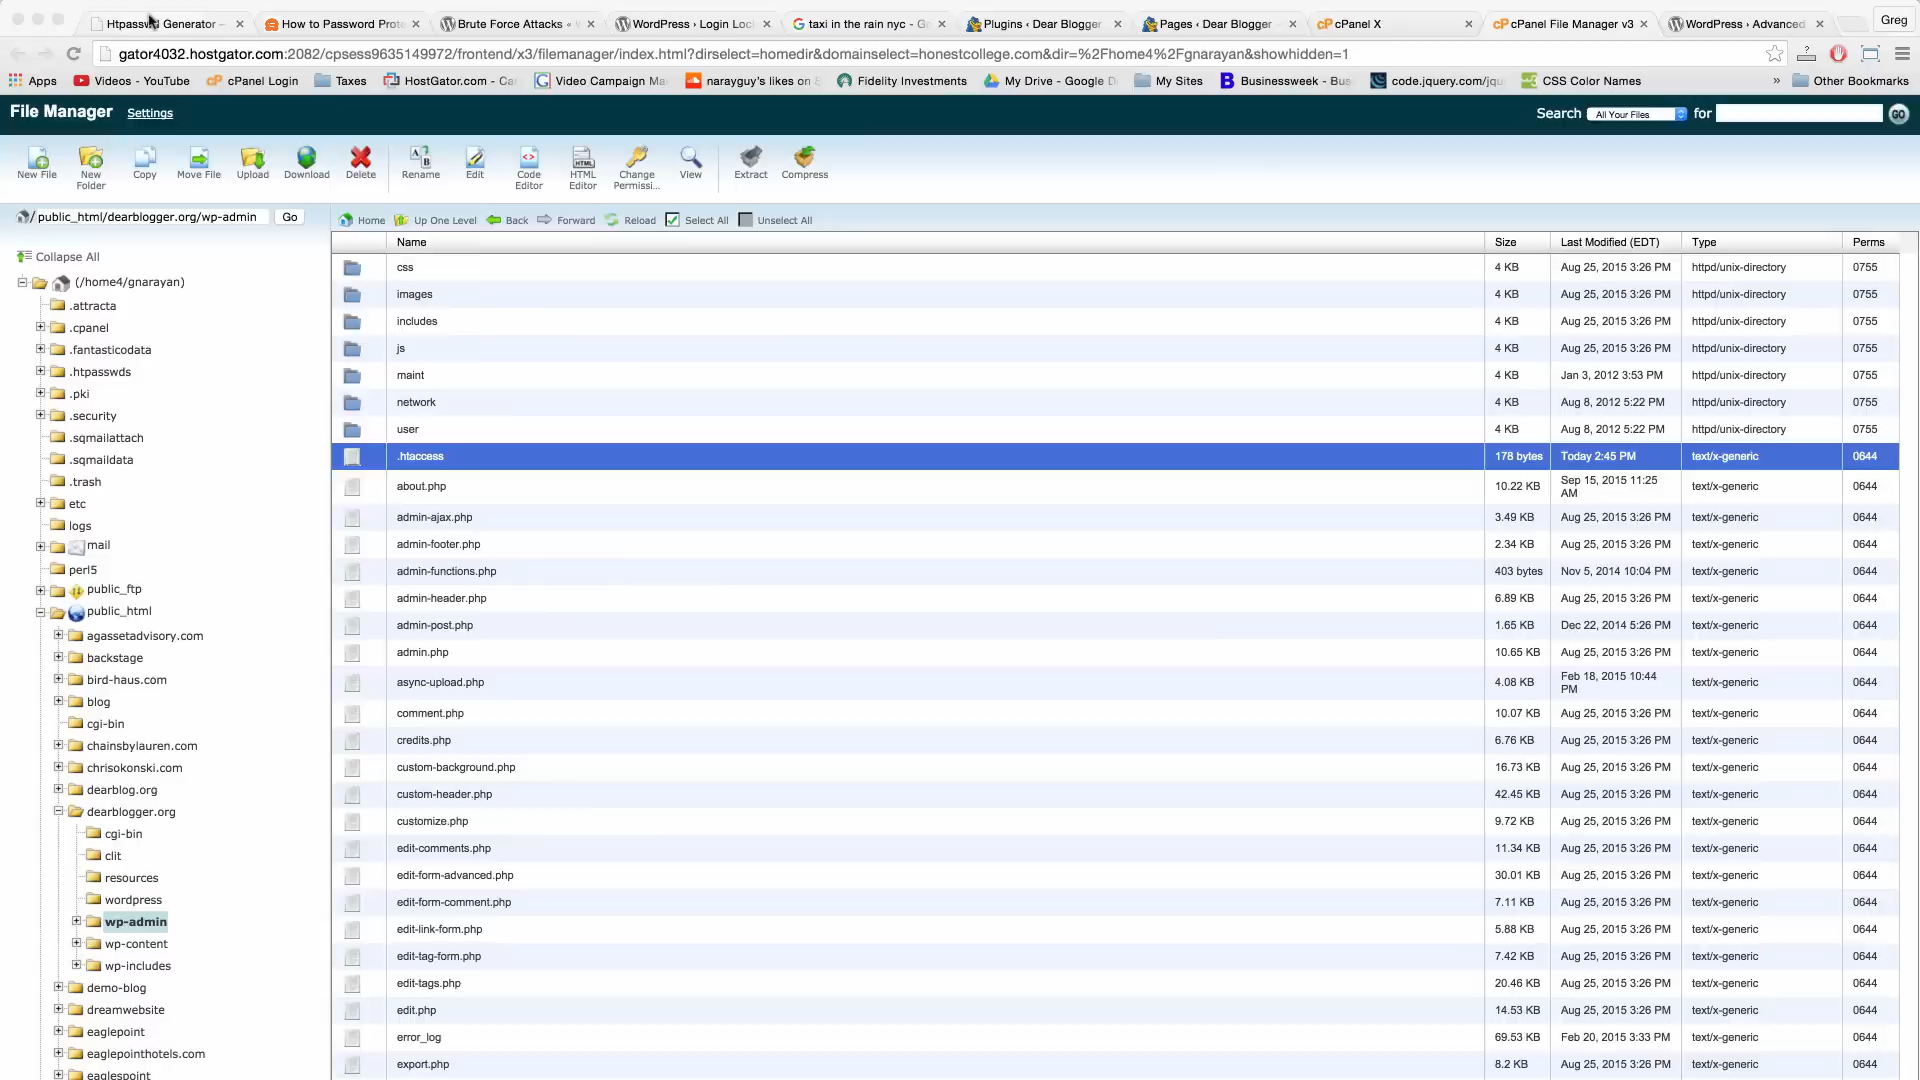 Htpasswd Generator –
How to Password Prote
Brute Force Attacks «
WordPress › Login Loc
taxi in the rain nyc - Go
Plugins ‹ Dear Blogger
Pages ‹ Dear Blogger
cPanel X
cPanel File Manager v3
WordPress › Advanced
Greg
gator4032.hostgator.com:2082/cpsess9635149972/frontend/x3/filemanager/index.html?dirselect=homedir&domainselect=honestcollege.com&dir=%2Fhome4%2Fgnarayan&showhidden=1
Apps
Videos - YouTube
cPanel Login
Taxes
HostGator.com - Car
Video Campaign Ma
narayguy's likes on
Fidelity Investments
My Drive - Google D
My Sites
Businessweek - Bus
code.jquery.com/jqu
CSS Color Names
»
Other Bookmarks
File Manager
Settings
Search
All Your Files
for
GO
New File
New Folder
Copy
Move File
Upload
Download
Delete
Rename
Edit
Code Editor
HTML Editor
Change Permissi...
View
Extract
Compress
/ public_html/dearblogger.org/wp-admin
Go
Home
Up One Level
Back
Forward
Reload
Select All
Unselect All
Collapse All
(/home4/gnarayan)
.attracta
.cpanel
.fantasticodata
.htpasswds
.pki
.security
.sqmailattach
.sqmaildata
.trash
etc
logs
mail
perl5
public_ftp
public_html
agassetadvisory.com
backstage
bird-haus.com
blog
cgi-bin
chainsbylauren.com
chrisokonski.com
dearblog.org
dearblogger.org
cgi-bin
clit
resources
wordpress
wp-admin
wp-content
wp-includes
demo-blog
dreamwebsite
eaglepoint
eaglepointhotels.com
eaglespoint
Name Size Last Modified (EDT) Type Perms
css 4 KB Aug 25, 2015 3:26 PM httpd/unix-directory 0755
images 4 KB Aug 25, 2015 3:26 PM httpd/unix-directory 0755
includes 4 KB Aug 25, 2015 3:26 PM httpd/unix-directory 0755
js 4 KB Aug 25, 2015 3:26 PM httpd/unix-directory 0755
maint 4 KB Jan 3, 2012 3:53 PM httpd/unix-directory 0755
network 4 KB Aug 8, 2012 5:22 PM httpd/unix-directory 0755
user 4 KB Aug 8, 2012 5:22 PM httpd/unix-directory 0755
.htaccess 178 bytes Today 2:45 PM text/x-generic 0644
about.php 10.22 KB Sep 15, 2015 11:25 AM text/x-generic 0644
admin-ajax.php 3.49 KB Aug 25, 2015 3:26 PM text/x-generic 0644
admin-footer.php 2.34 KB Aug 25, 2015 3:26 PM text/x-generic 0644
admin-functions.php 403 bytes Nov 5, 2014 10:04 PM text/x-generic 0644
admin-header.php 6.89 KB Aug 25, 2015 3:26 PM text/x-generic 0644
admin-post.php 1.65 KB Dec 22, 2014 5:26 PM text/x-generic 0644
admin.php 10.65 KB Aug 25, 2015 3:26 PM text/x-generic 0644
async-upload.php 4.08 KB Feb 18, 2015 10:44 PM text/x-generic 0644
comment.php 10.07 KB Aug 25, 2015 3:26 PM text/x-generic 0644
credits.php 6.76 KB Aug 25, 2015 3:26 PM text/x-generic 0644
custom-background.php 16.73 KB Aug 25, 2015 3:26 PM text/x-generic 0644
custom-header.php 42.45 KB Aug 25, 2015 3:26 PM text/x-generic 0644
customize.php 9.72 KB Aug 25, 2015 3:26 PM text/x-generic 0644
edit-comments.php 11.34 KB Aug 25, 2015 3:26 PM text/x-generic 0644
edit-form-advanced.php 30.01 KB Aug 25, 2015 3:26 PM text/x-generic 0644
edit-form-comment.php 7.11 KB Aug 25, 2015 3:26 PM text/x-generic 0644
edit-link-form.php 5.88 KB Aug 25, 2015 3:26 PM text/x-generic 0644
edit-tag-form.php 7.42 KB Aug 25, 2015 3:26 PM text/x-generic 0644
edit-tags.php 20.46 KB Aug 25, 2015 3:26 PM text/x-generic 0644
edit.php 14.53 KB Aug 25, 2015 3:26 PM text/x-generic 0644
error_log 69.53 KB Feb 20, 2015 3:33 PM text/x-generic 0644
export.php 8.2 KB Aug 25, 2015 3:26 PM text/x-generic 0644